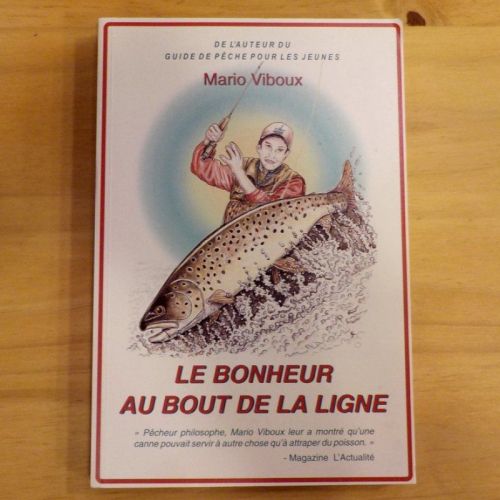 DE L'AUTEUR DU
GUIDE DE PÊCHE POUR LES JEUNES
Mario Viboux
LE BONHEUR
AU BOUT DE LA LIGNE
« Pêcheur philosophe, Mario Viboux leur a montré qu'une
canne pouvait servir à autre chose qu'à attraper du poisson. »
- Magazine L'Actualité